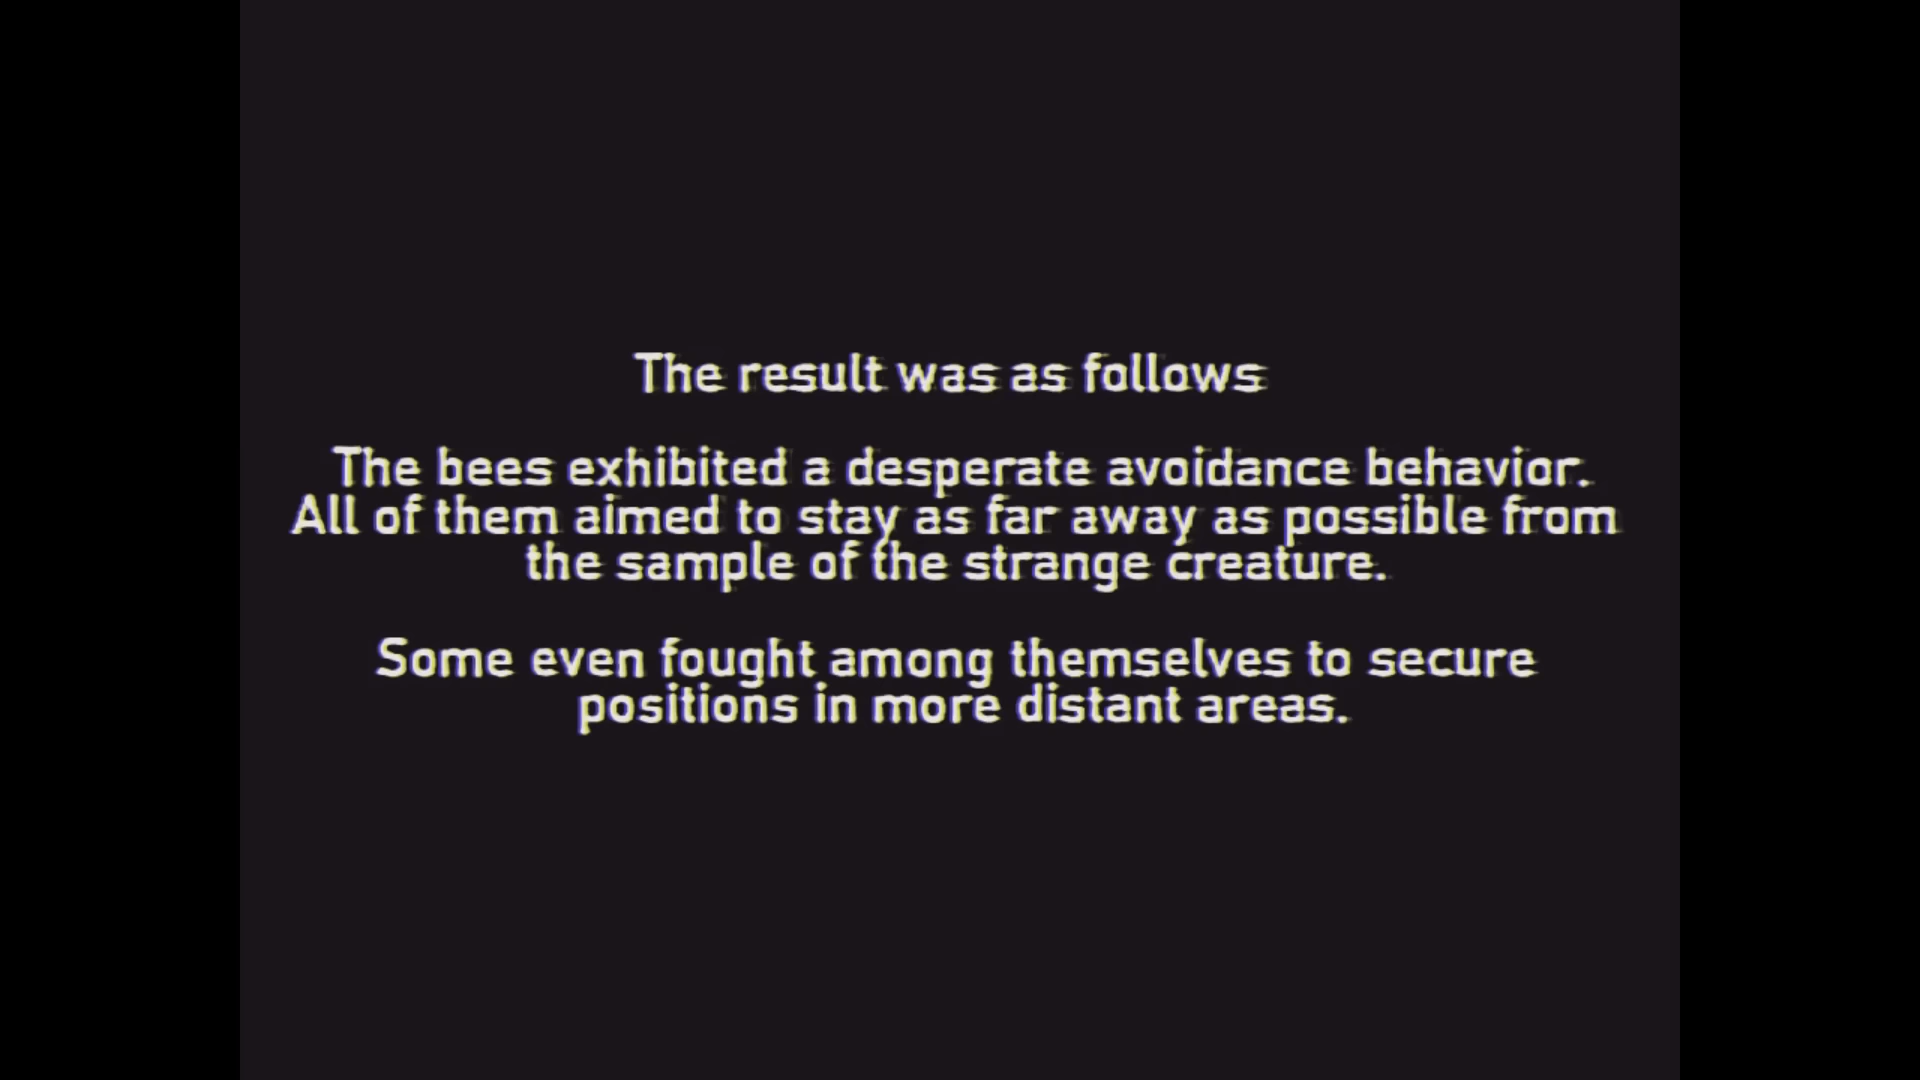 The result was as follows
The bees exhibited a desperate avoidance behavior.
All of them aimed to stay as far away as possible from
the sample of the strange creature.
Some even fought among themselves to secure
positions in more distant areas.